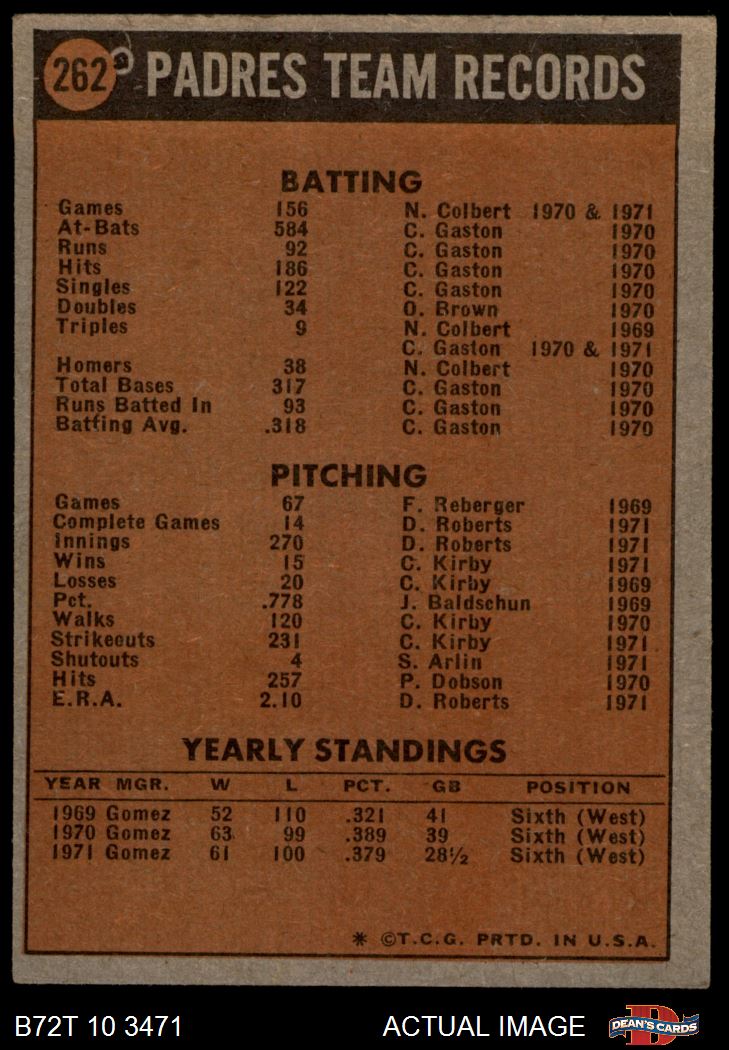 262 PADRES TEAM RECORDS
BATTING
Games 156 N. Colbert 1970 & 1971
At-Bats 584 C. Gaston 1970
Runs 92 C. Gaston 1970
Hits 186 C. Gaston 1970
Singles 122 C. Gaston 1970
Doubles 34 O. Brown 1970
Triples 9 N. Colbert 1969
C. Gaston 1970 & 1971
Homers 38 N. Colbert 1970
Total Bases 317 C. Gaston 1970
Runs Batted In 93 C. Gaston 1970
Batting Avg. .318 C. Gaston 1970
PITCHING
Games 67 F. Reberger 1969
Complete Games 14 D. Roberts 1971
Innings 270 D. Roberts 1971
Wins 15 C. Kirby 1971
Losses 20 C. Kirby 1969
Pct. .778 J. Baldschun 1969
Walks 120 C. Kirby 1970
Strikeouts 231 C. Kirby 1971
Shutouts 4 S. Arlin 1971
Hits 257 P. Dobson 1970
E.R.A. 2.10 D. Roberts 1971
YEARLY STANDINGS
YEAR MGR. W L PCT. GB POSITION
1969 Gomez 52 110 .321 41 Sixth (West)
1970 Gomez 63 99 .389 39 Sixth (West)
1971 Gomez 61 100 .379 28½ Sixth (West)
* ©T.C.G. PRTD. IN U.S.A.
B72T 10 3471 ACTUAL IMAGE DEAN'S CARDS